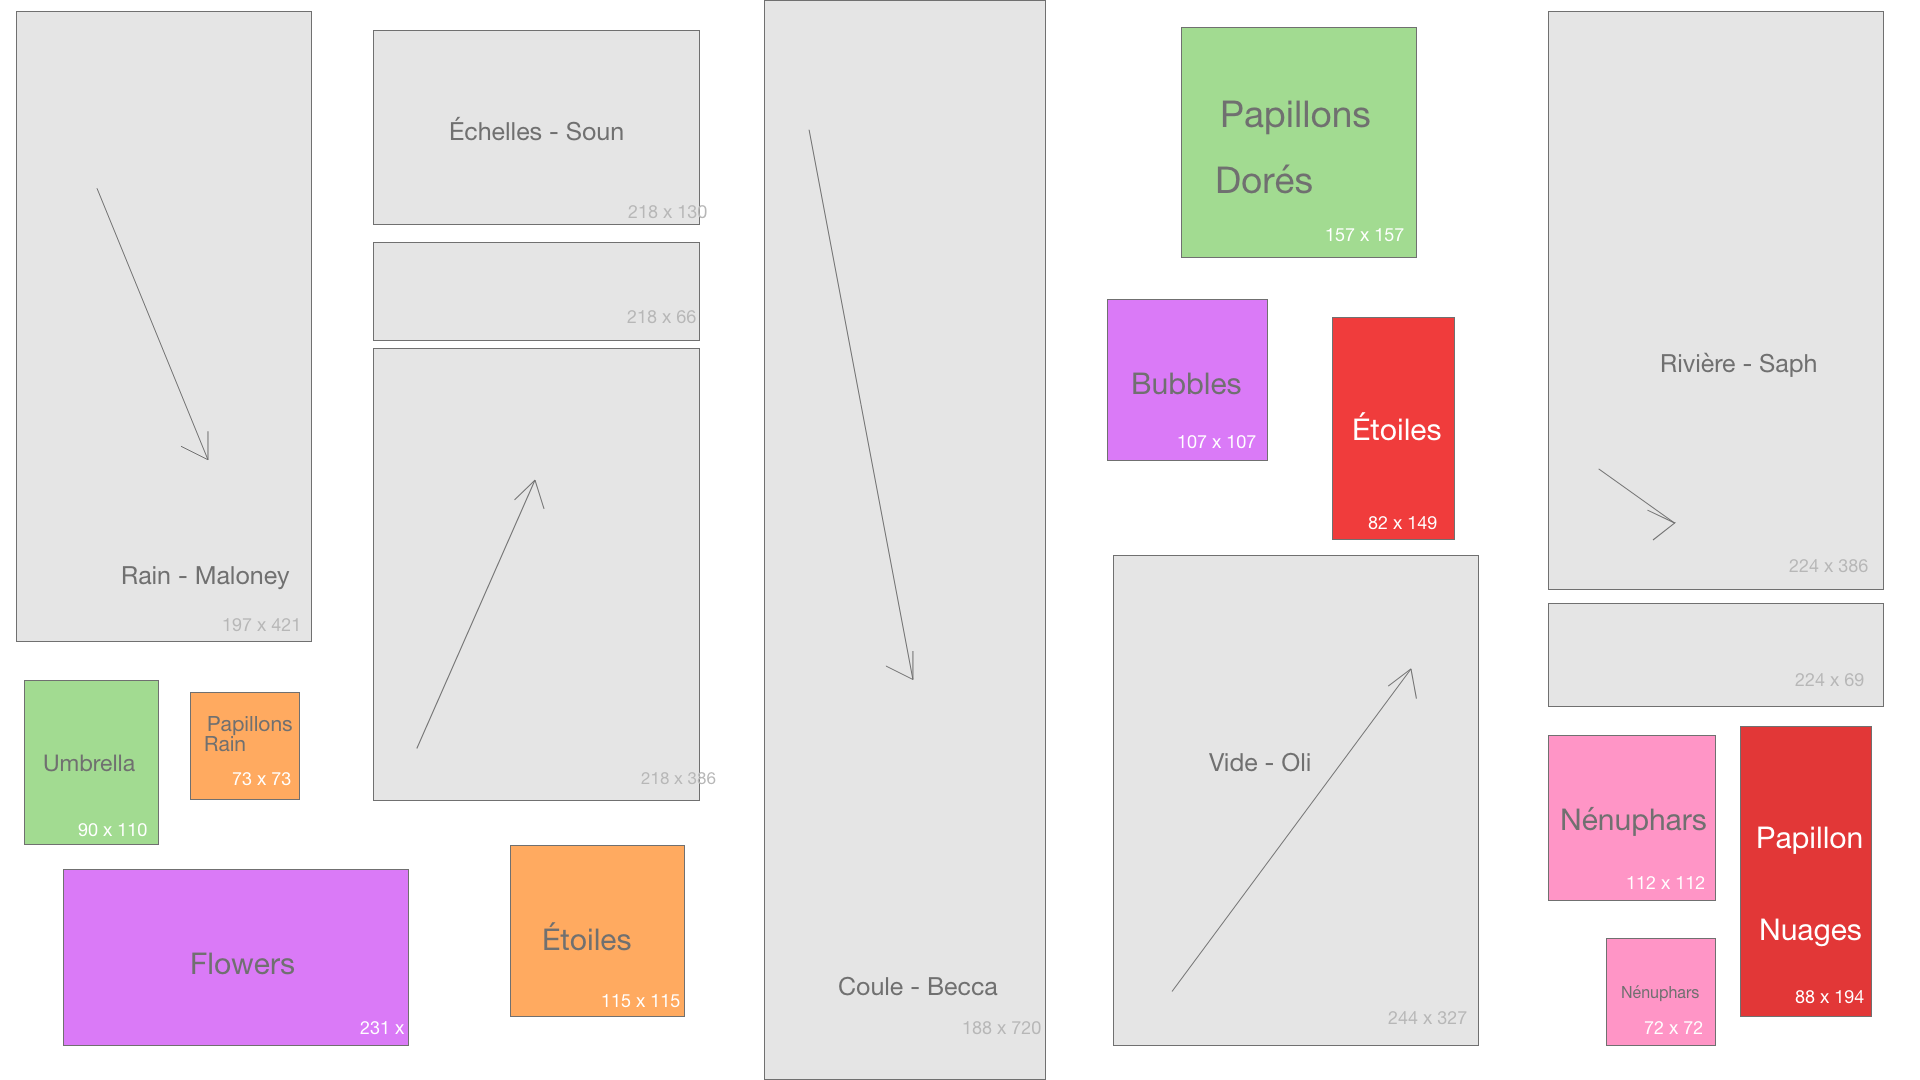 Rain - Maloney
197 x 421
Umbrella
90 x 110
Papillons
Rain
73 x 73
Flowers
231 x
Échelles - Soun
218 x 130
218 x 66
218 x 386
Étoiles
115 x 115
Coule - Becca
188 x 720
Papillons
Dorés
157 x 157
Bubbles
107 x 107
Étoiles
82 x 149
Vide - Oli
244 x 327
Rivière - Saph
224 x 386
224 x 69
Nénuphars
112 x 112
Papillon
Nuages
88 x 194
Nénuphars
72 x 72